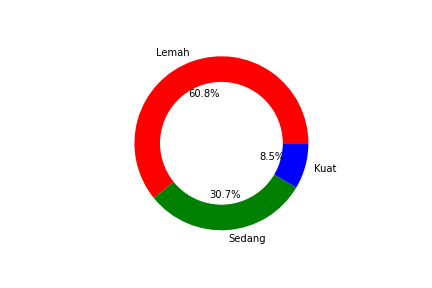 Lemah
60.8%
8.5%
Kuat
30.7%
Sedang